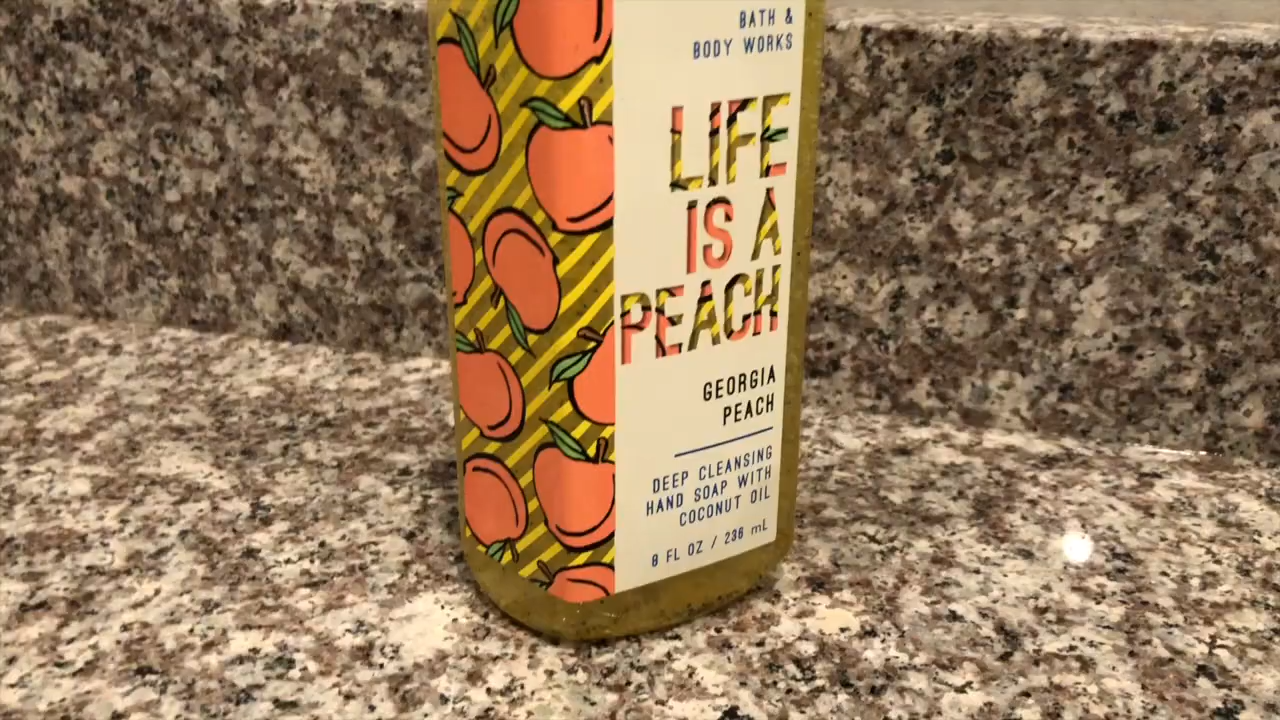 BATH &
BODY WORKS
LIFE
IS A
PEACH
GEORGIA
PEACH
DEEP CLEANSING
HAND SOAP WITH
COCONUT OIL
8 FL OZ / 236 mL